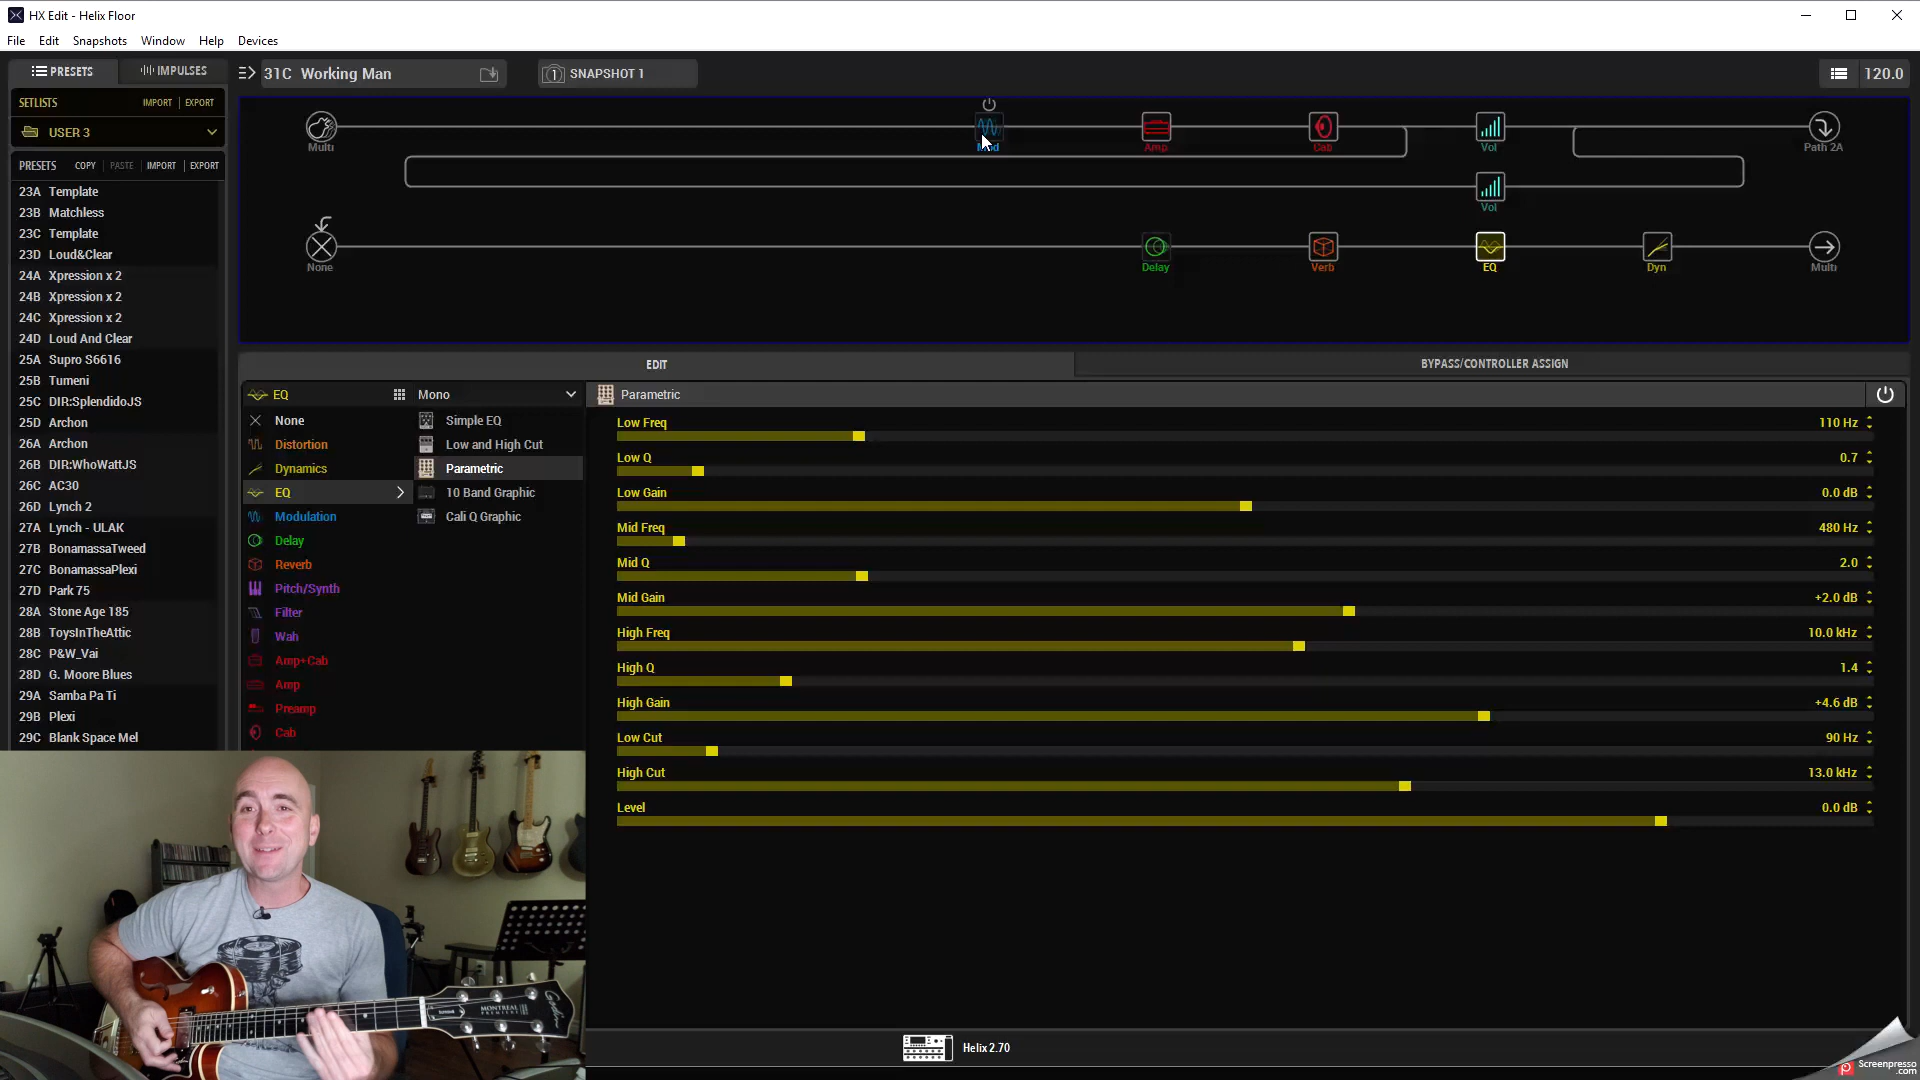 HX Edit - Helix Floor
File Edit Snapshots Window Help Devices
PRESETS IMPULSES
31C Working Man
1 SNAPSHOT 1
120.0
SETLISTS IMPORT EXPORT
USER 3
PRESETS COPY PASTE IMPORT EXPORT
23A Template
23B Matchless
23C Template
23D Loud&Clear
24A Xpression x 2
24B Xpression x 2
24C Xpression x 2
24D Loud And Clear
25A Supro S6616
25B Tumeni
25C DIR:SplendidoJS
25D Archon
26A Archon
26B DIR:WhoWattJS
26C AC30
26D Lynch 2
27A Lynch - ULAK
27B BonamassaTweed
27C BonamassaPlexi
27D Park 75
28A Stone Age 185
28B ToysInTheAttic
28C P&W_Vai
28D G. Moore Blues
29A Samba Pa Ti
29B Plexi
29C Blank Space Mel
Multi Mod Amp Cab Vol Path 2A
Vol
None Delay Verb EQ Dyn Multi
EDIT BYPASS/CONTROLLER ASSIGN
EQ Mono
None
Distortion
Dynamics
EQ
Modulation
Delay
Reverb
Pitch/Synth
Filter
Wah
Amp+Cab
Amp
Preamp
Cab
Simple EQ
Low and High Cut
Parametric
10 Band Graphic
Cali Q Graphic
Parametric
Low Freq 110 Hz
Low Q 0.7
Low Gain 0.0 dB
Mid Freq 480 Hz
Mid Q 2.0
Mid Gain +2.0 dB
High Freq 10.0 kHz
High Q 1.4
High Gain +4.6 dB
Low Cut 90 Hz
High Cut 13.0 kHz
Level 0.0 dB
MONTREAL
PREMIERE
Godin
Helix 2.70
Screenpresso
.com